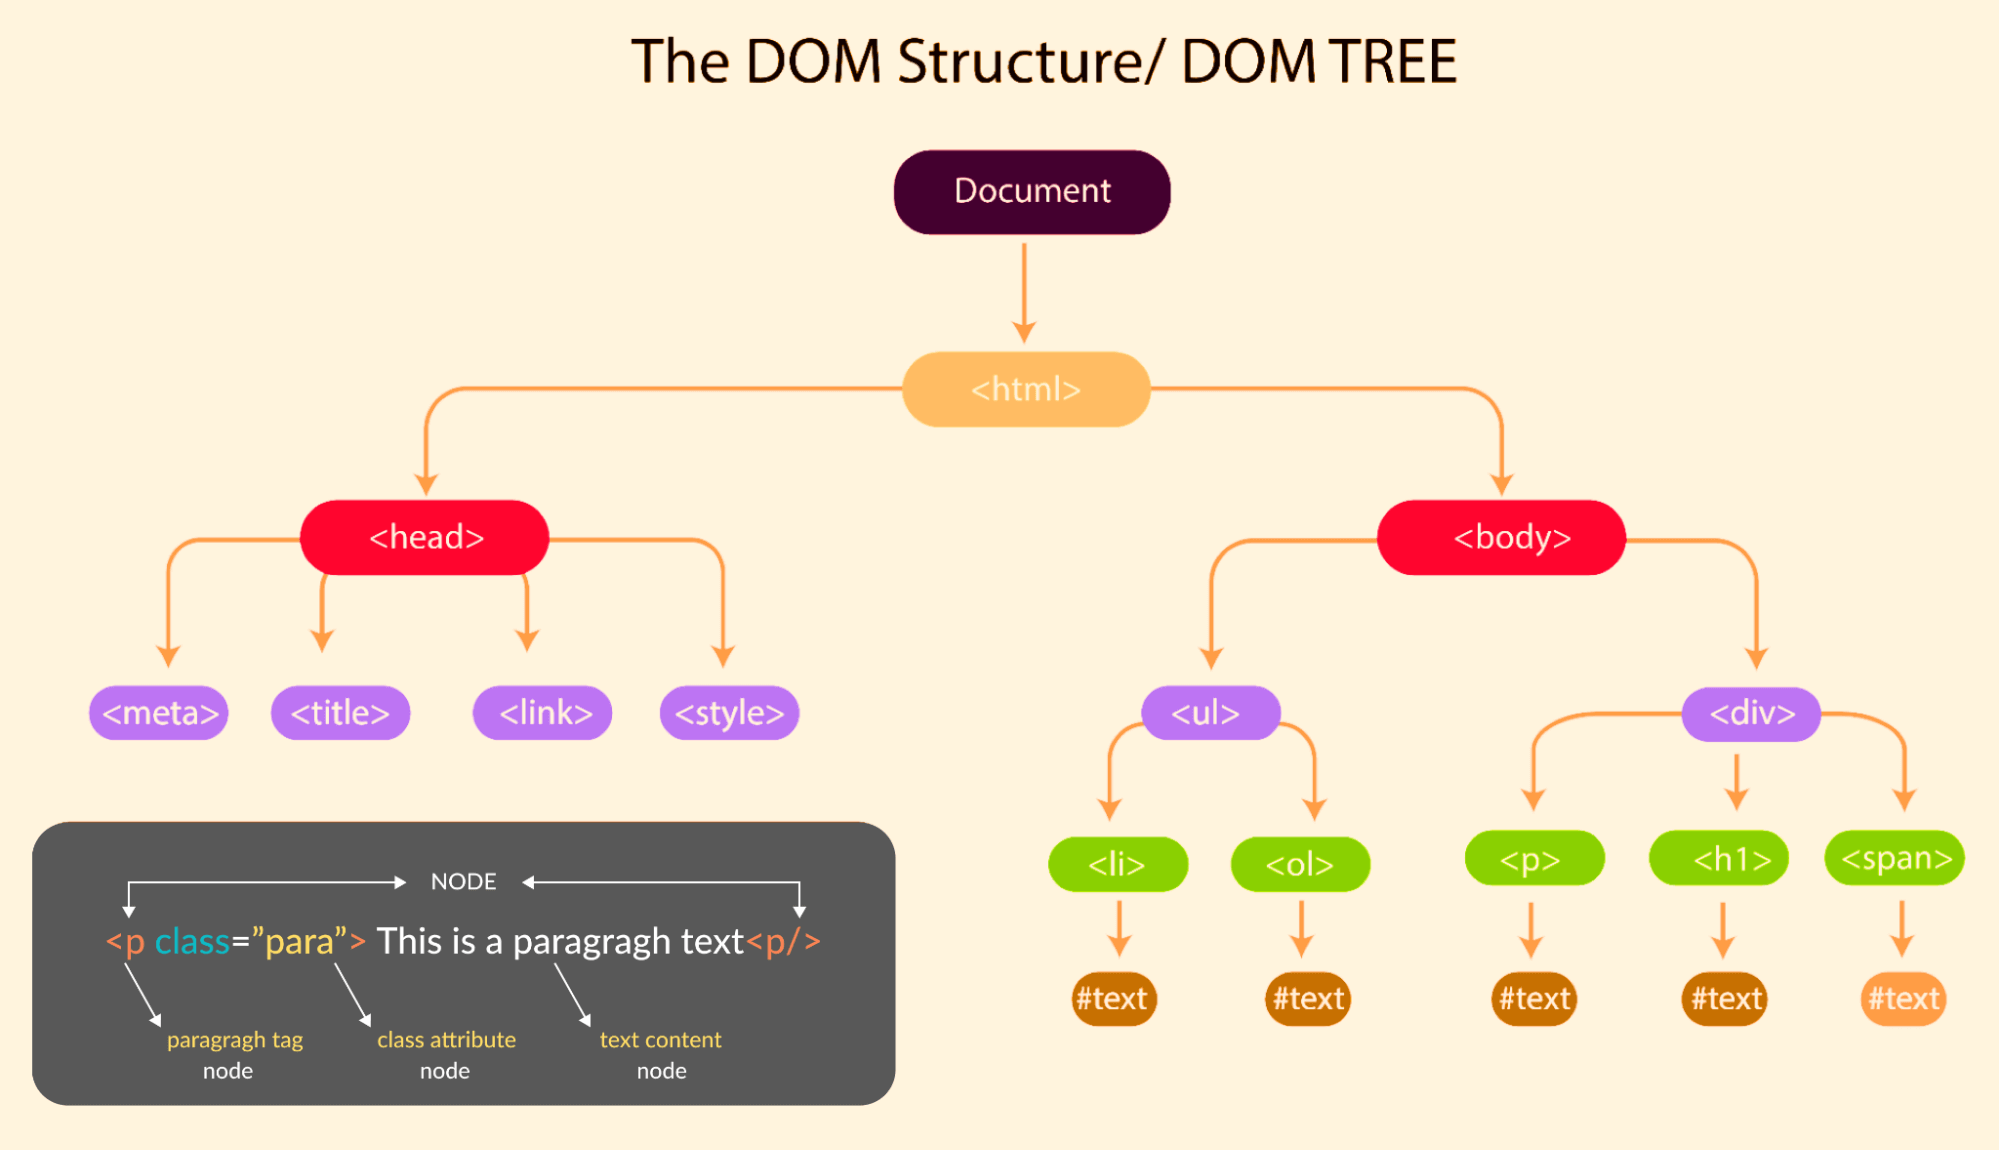 The DOM Structure/ DOM TREE
Document
<html>
<head>
<body>
<meta>
<title>
<link>
<style>
<ul>
<div>
<li>
<ol>
<p>
<h1>
<span>
#text
#text
#text
#text
#text
NODE
<p class=”para”> This is a paragragh text<p/>
paragragh tag
node
class attribute
node
text content
node